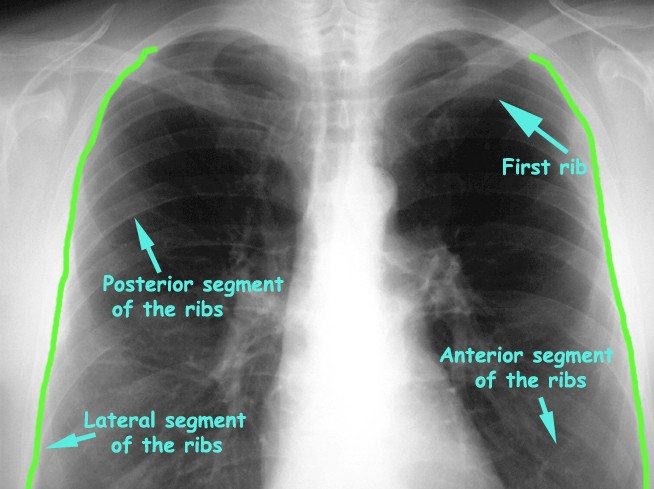 First rib
Posterior segment
of the ribs
Anterior segment
of the ribs
Lateral segment
of the ribs